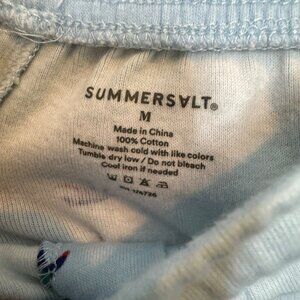 SUMMERSALT®
M
Made in China
100% Cotton
Machine wash cold with like colors
Tumble dry low / Do not bleach
Cool iron if needed